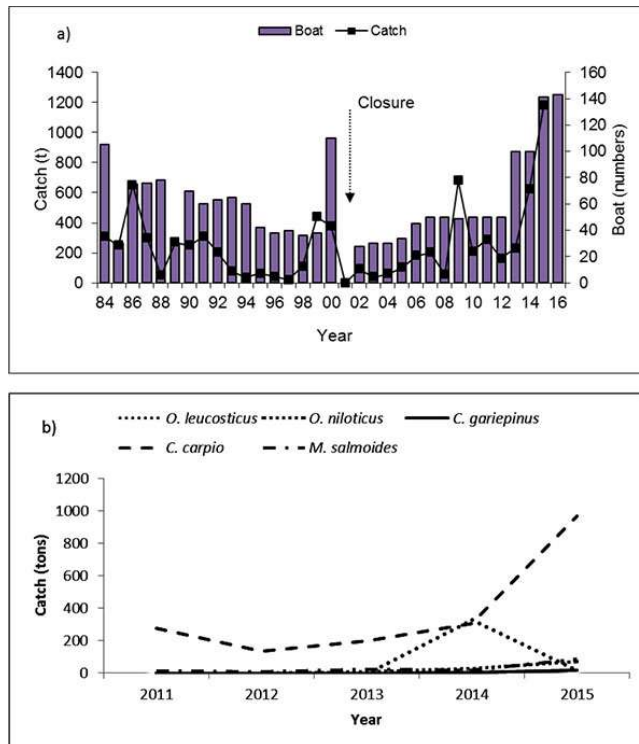 a)
Boat Catch
1400 160
1200 140
1000 120
800 100
600 80
400 60
200 40
0 20
0
Catch (t)
Boat (numbers)
Closure
84 86 88 90 92 94 96 98 00 02 04 06 08 10 12 14 16
Year
b)
O. leucosticus O. niloticus C. gariepinus
C. carpio M. salmoides
1200
1000
800
600
400
200
0
Catch (tons)
2011 2012 2013 2014 2015
Year